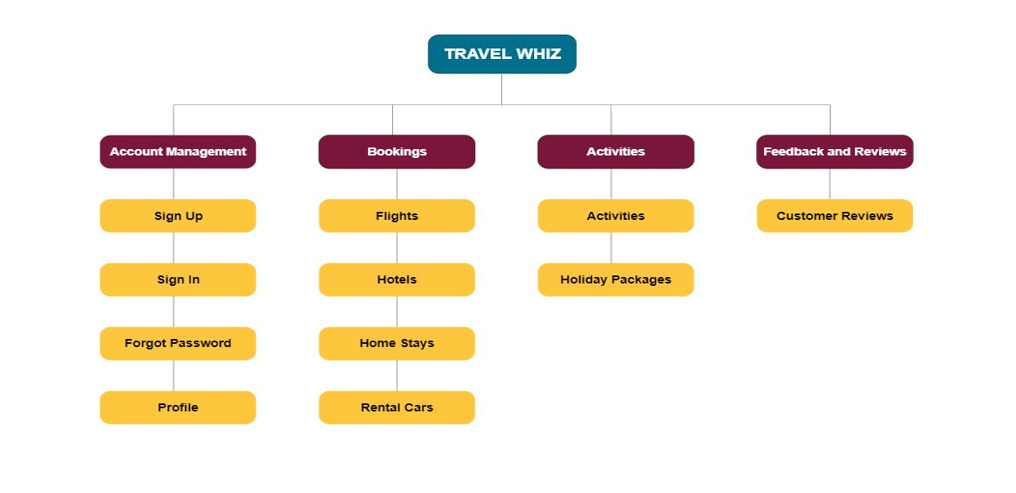 TRAVEL WHIZ
Account Management
Bookings
Activities
Feedback and Reviews
Sign Up
Flights
Activities
Customer Reviews
Sign In
Hotels
Holiday Packages
Forgot Password
Home Stays
Profile
Rental Cars